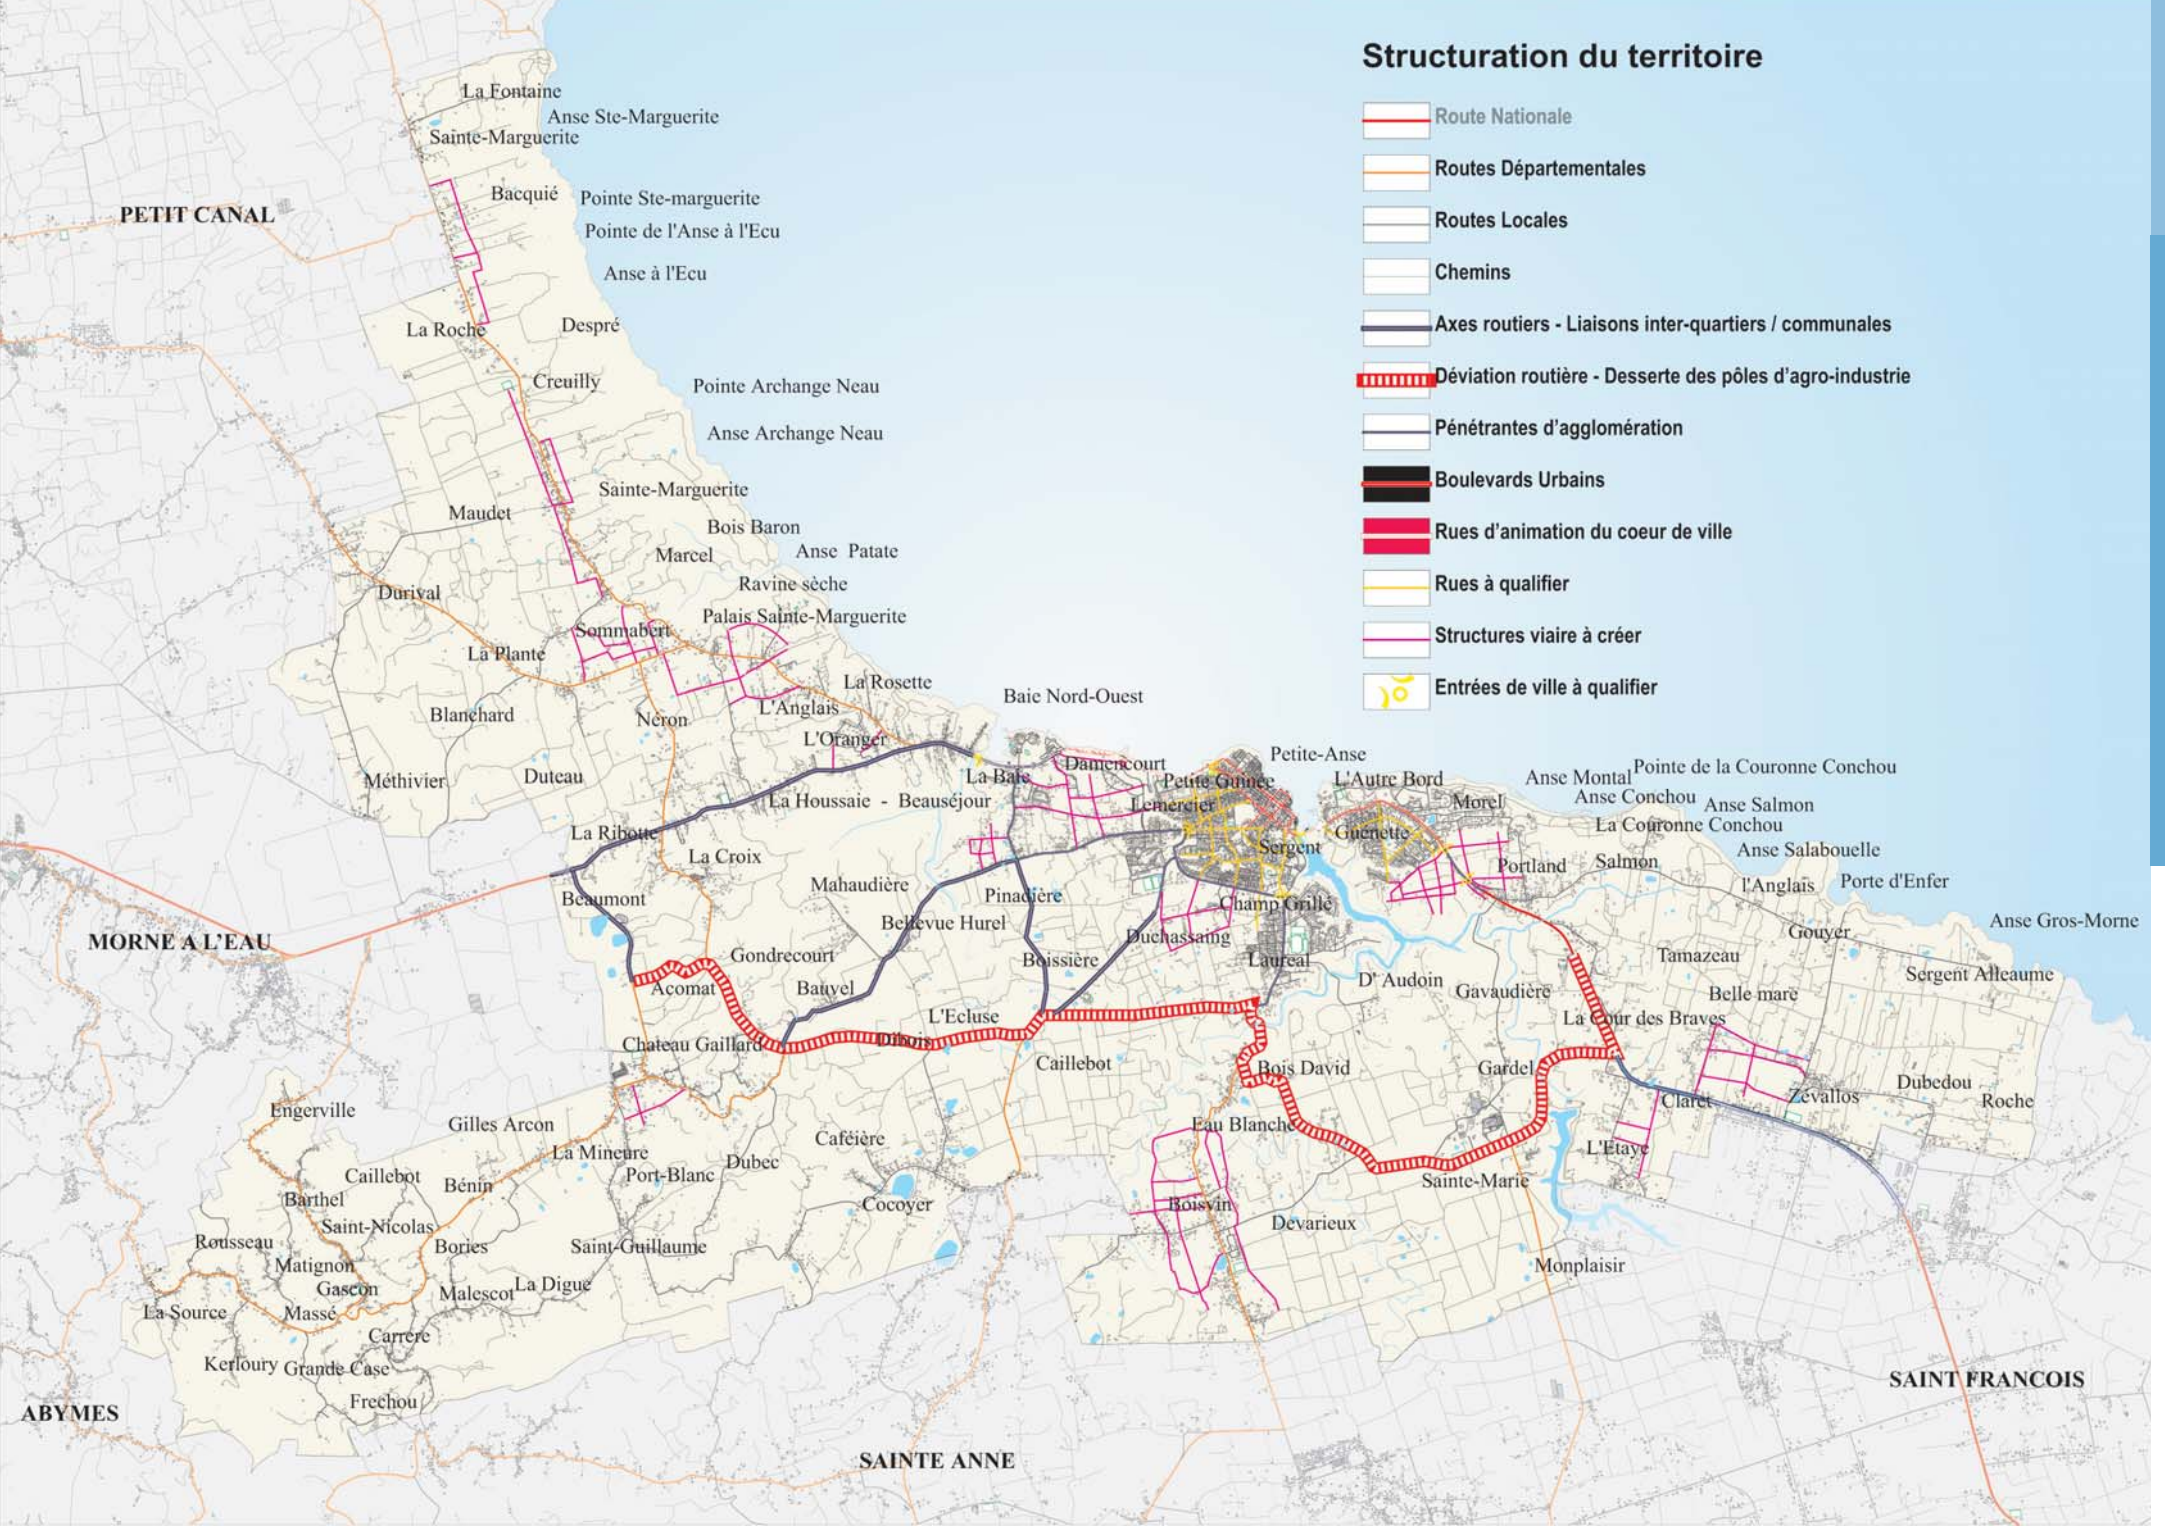 Structuration du territoire
Route Nationale
Routes Départementales
Routes Locales
Chemins
Axes routiers - Liaisons inter-quartiers / communales
Déviation routière - Desserte des pôles d'agro-industrie
Pénétrantes d'agglomération
Boulevards Urbains
Rues d'animation du coeur de ville
Rues à qualifier
Structures viaire à créer
Entrées de ville à qualifier
La Fontaine
Anse Ste-Marguerite
Sainte-Marguerite
Bacquié
Pointe Ste-marguerite
PETIT CANAL
Pointe de l'Anse à l'Ecu
Anse à l'Ecu
La Roche
Despré
Creuilly
Pointe Archange Neau
Anse Archange Neau
Sainte-Marguerite
Maudet
Bois Baron
Marcel
Anse Patate
Ravine sèche
Durival
Palais Sainte-Marguerite
Sommabert
La Plante
La Rosette
Baie Nord-Ouest
Blanchard
Néron
L'Anglais
L'Oranger
Petite-Anse
Damencourt
La Baie
Méthivier
Duteau
Petite Guinée
L'Autre Bord
Anse Montal
Pointe de la Couronne Conchou
La Houssaie - Beauséjour
Lemercier
Morel
Anse Conchou
Anse Salmon
La Ribotte
Guenette
La Couronne Conchou
Sergent
Anse Salabouelle
La Croix
Portland
Salmon
Mahaudière
l'Anglais
Porte d'Enfer
Beaumont
Pinadière
Champ Grillé
Bellevue Hurel
Anse Gros-Morne
MORNE A L'EAU
Duchassaing
Gouyer
Gondrecourt
Boissière
Laureal
Tamazeau
Sergent Alleaume
Acomat
Bauvel
D' Audoin
Gavaudière
Belle mare
L'Ecluse
La Cour des Braves
Chateau Gaillard
Dibois
Caillebot
Bois David
Gardel
Dubedou
Zévallos
Claret
Roche
Engerville
Gilles Arcon
Eau Blanche
Caféière
La Mineure
L'Etaye
Dubec
Caillebot
Port-Blanc
Bénin
Sainte-Marie
Barthel
Cocoyer
Boisvin
Saint-Nicolas
Devarieux
Rousseau
Bories
Saint-Guillaume
Matignon
Monplaisir
Gascon
La Digue
Malescot
La Source
Massé
Carrère
Kerloury
Grande Case
SAINT FRANCOIS
Frechou
ABYMES
SAINTE ANNE